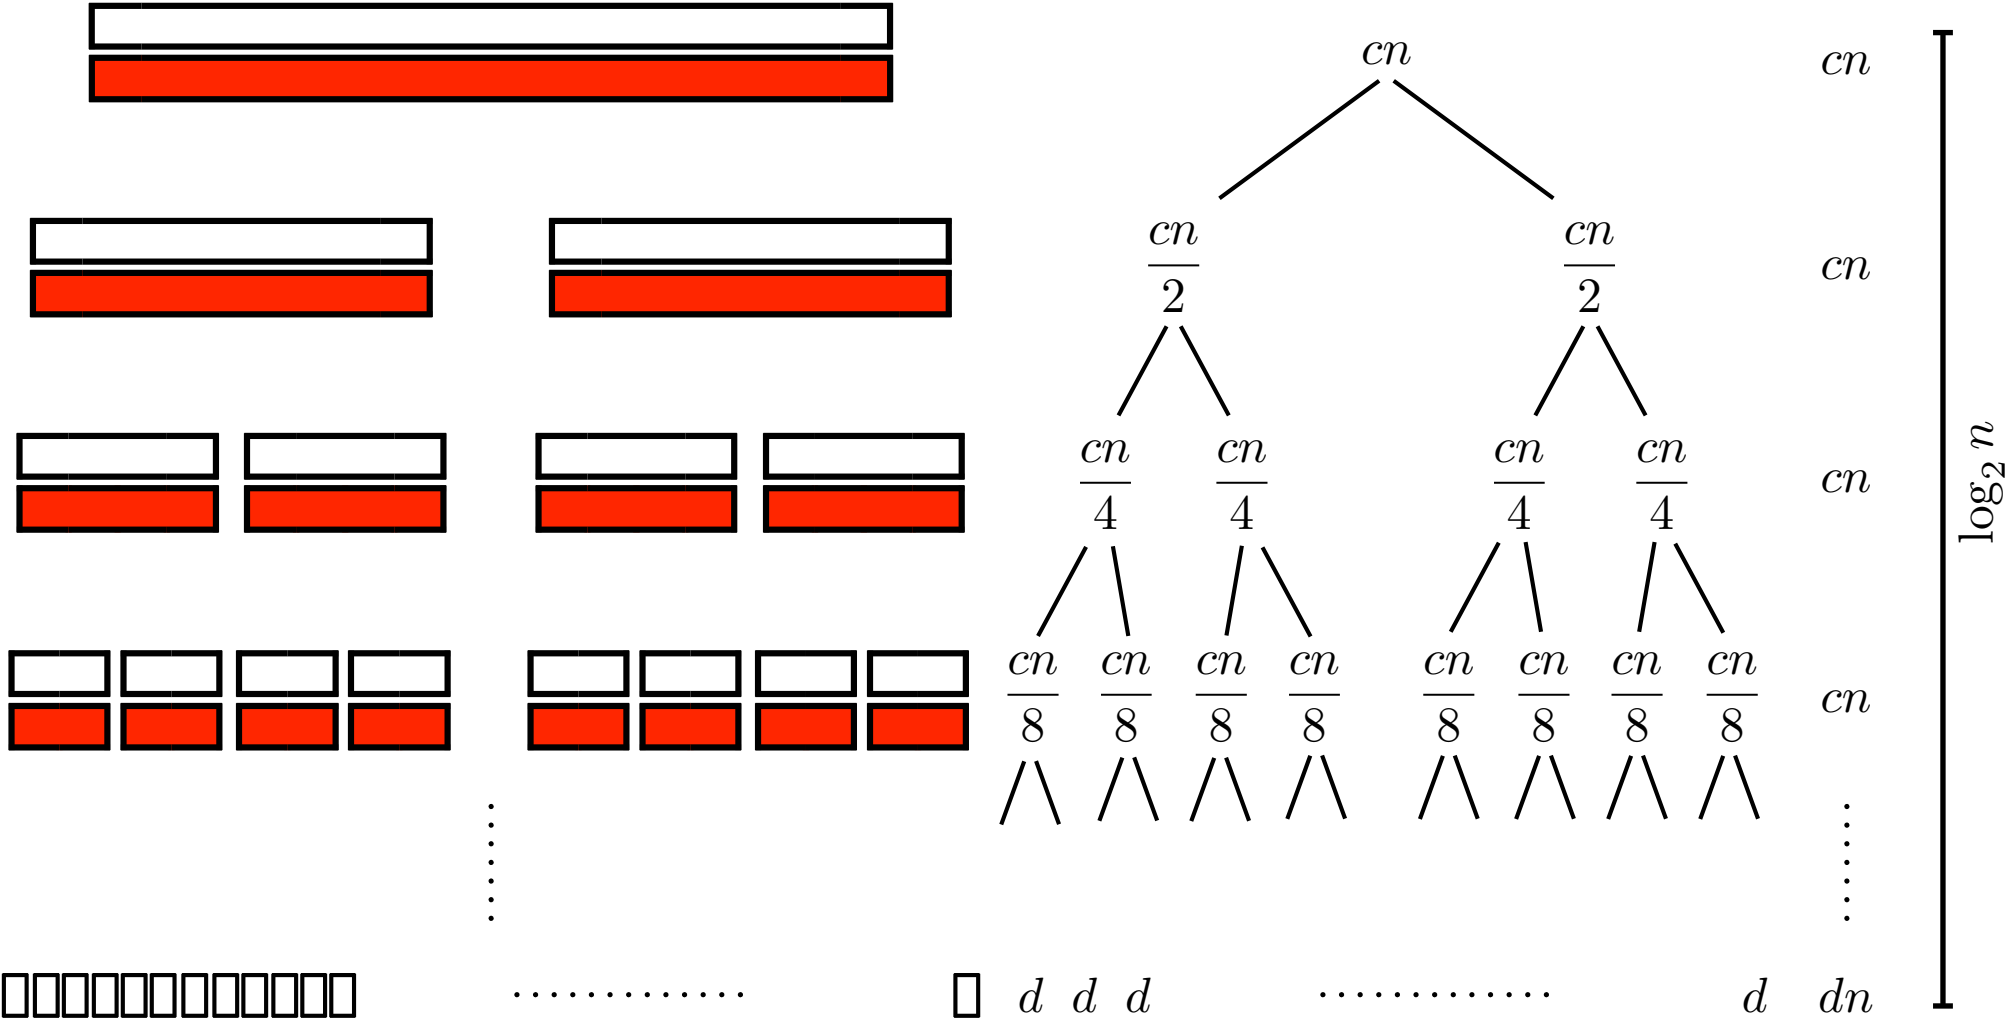 cn cn
cn/2 cn/2 cn
cn/4 cn/4 cn/4 cn/4 cn
cn/8 cn/8 cn/8 cn/8 cn/8 cn/8 cn/8 cn/8 cn
d d d ............. d dn
log₂ n